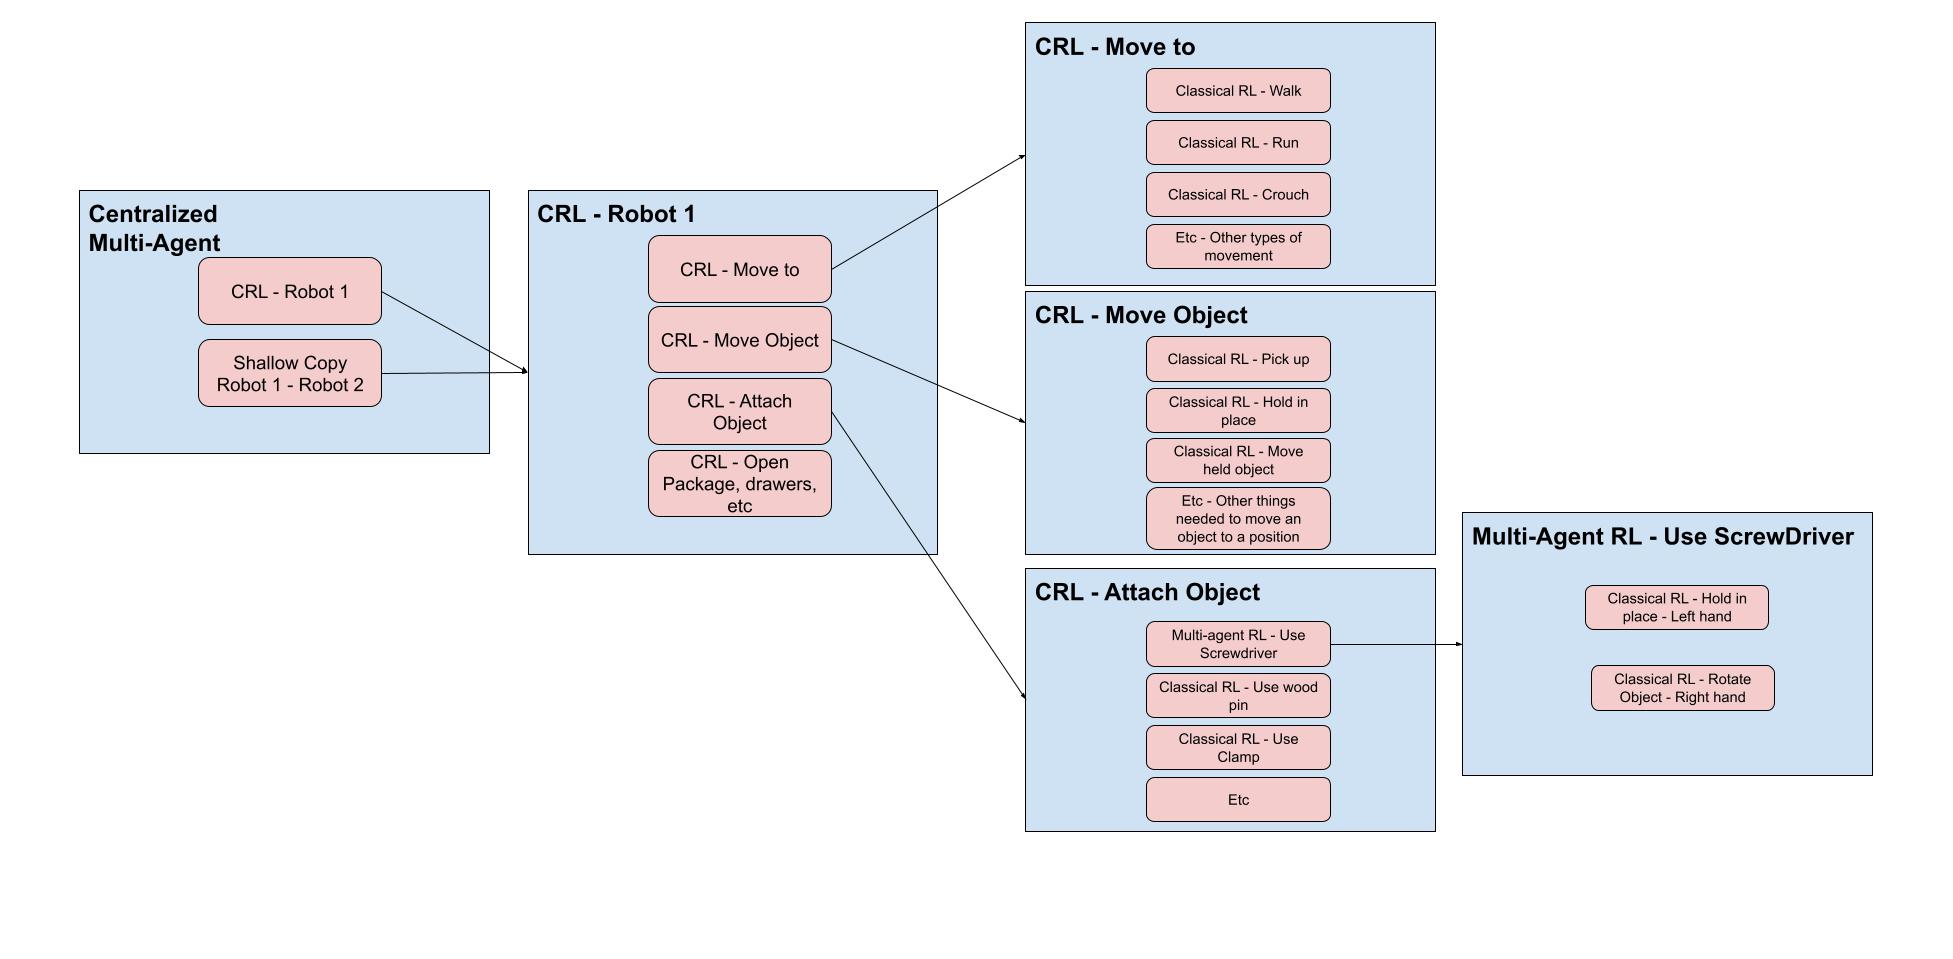 Centralized
Multi-Agent
CRL - Robot 1
Shallow Copy
Robot 1 - Robot 2
CRL - Robot 1
CRL - Move to
CRL - Move Object
CRL - Attach
Object
CRL - Open
Package, drawers,
etc
CRL - Move to
Classical RL - Walk
Classical RL - Run
Classical RL - Crouch
Etc - Other types of
movement
CRL - Move Object
Classical RL - Pick up
Classical RL - Hold in
place
Classical RL - Move
held object
Etc - Other things
needed to move an
object to a position
CRL - Attach Object
Multi-agent RL - Use
Screwdriver
Classical RL - Use wood
pin
Classical RL - Use
Clamp
Etc
Multi-Agent RL - Use ScrewDriver
Classical RL - Hold in
place - Left hand
Classical RL - Rotate
Object - Right hand